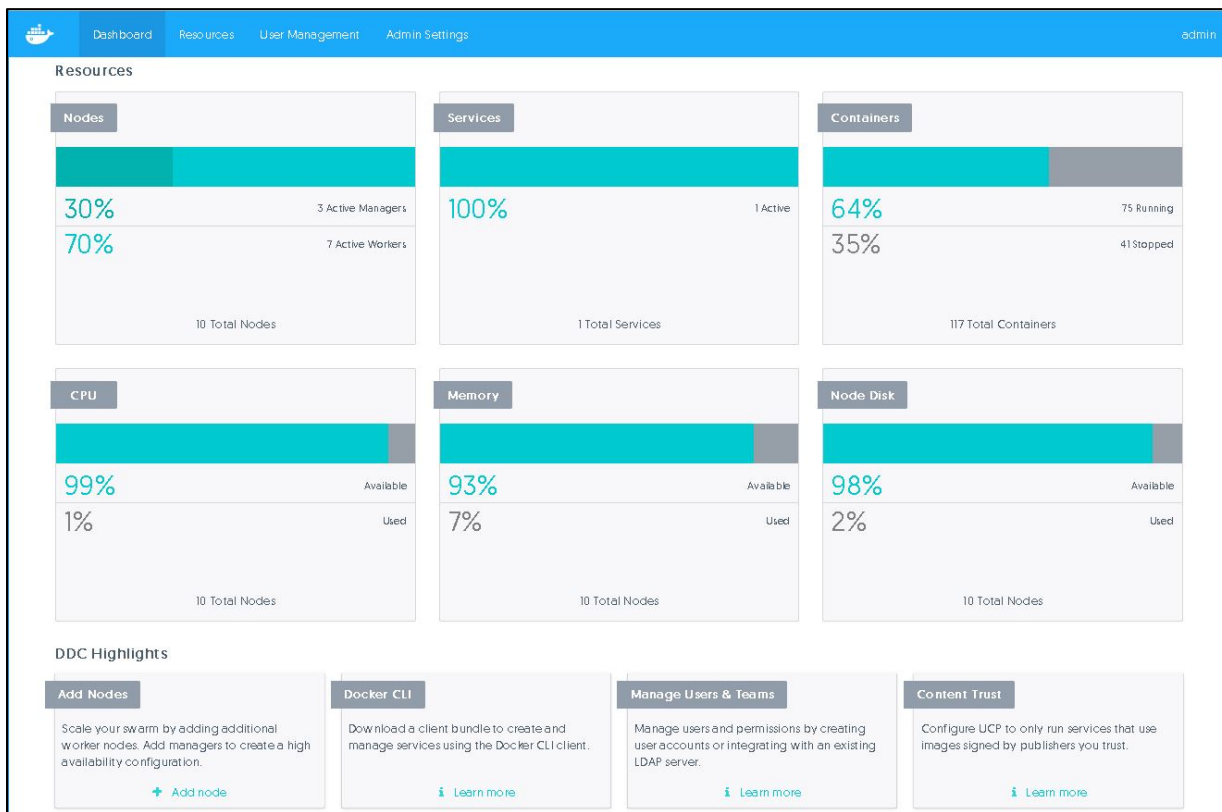 Dashboard Resources User Management Admin Settings admin
Resources
Nodes
30% 3 Active Managers
70% 7 Active Workers
10 Total Nodes
Services
100% 1 Active
1 Total Services
Containers
64% 75 Running
35% 41 Stopped
117 Total Containers
CPU
99% Available
1% Used
10 Total Nodes
Memory
93% Available
7% Used
10 Total Nodes
Node Disk
98% Available
2% Used
10 Total Nodes
DDC Highlights
Add Nodes
Scale your swarm by adding additional
worker nodes. Add managers to create a high
availability configuration.
+ Add node
Docker CLI
Download a client bundle to create and
manage services using the Docker CLI client.
i Learn more
Manage Users & Teams
Manage users and permissions by creating
user accounts or integrating with an existing
LDAP server.
i Learn more
Content Trust
Configure UCP to only run services that use
images signed by publishers you trust.
i Learn more